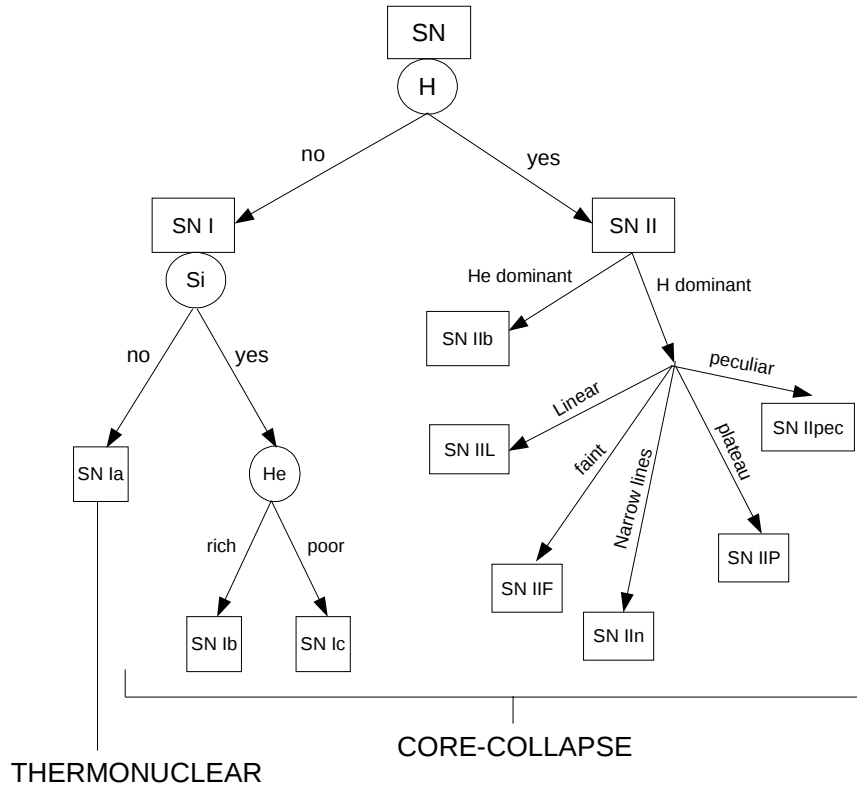 SN
H
no
yes
SN I
SN II
Si
He dominant
H dominant
SN IIb
no
yes
peculiar
Linear
SN IIpec
SN IIL
faint
plateau
SN Ia
He
Narrow lines
rich
poor
SN IIP
SN IIF
SN Ib
SN Ic
SN IIn
CORE-COLLAPSE
THERMONUCLEAR